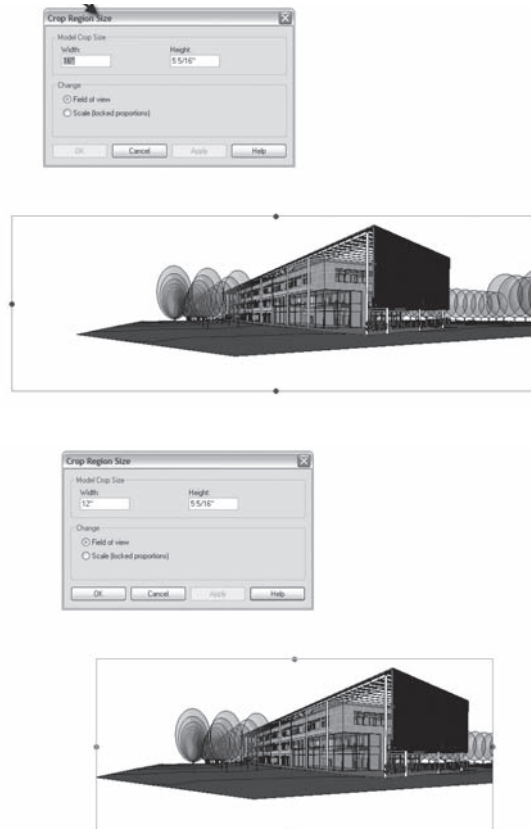 Crop Region Size
Model Crop Size
Width: Height:
16" 5 5/16"
Change
Field of view
Scale (locked proportions)
OK Cancel Apply Help
Crop Region Size
Model Crop Size
Width: Height:
12" 5 5/16"
Change
Field of view
Scale (locked proportions)
OK Cancel Apply Help